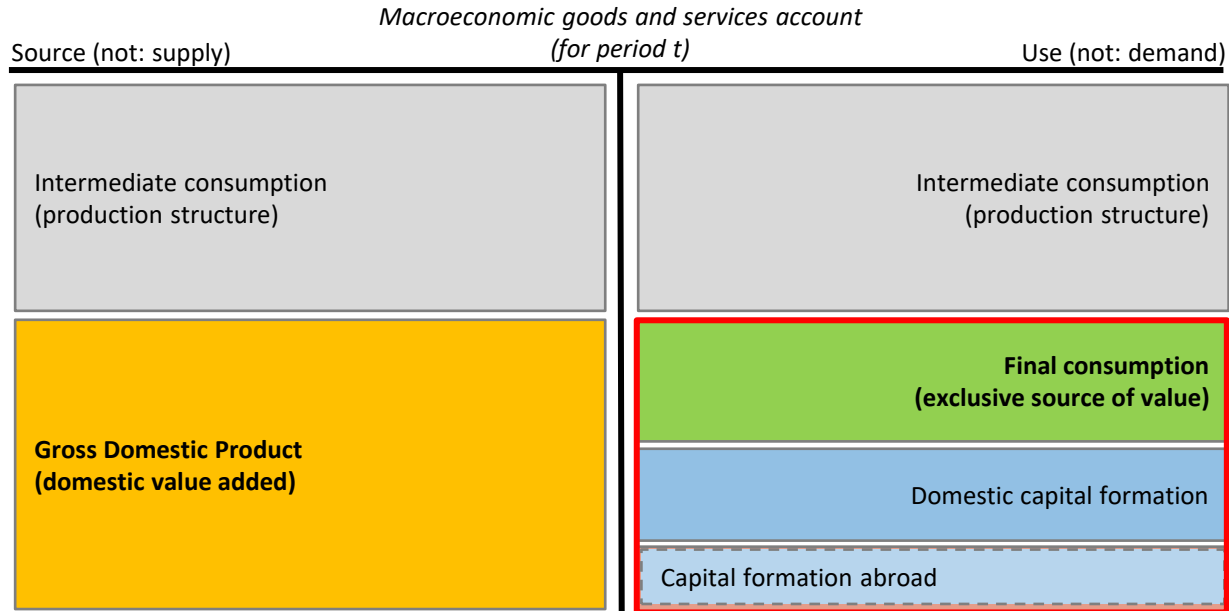 Macroeconomic goods and services account
(for period t)
Source (not: supply)
Use (not: demand)
Intermediate consumption
(production structure)
Intermediate consumption
(production structure)
Gross Domestic Product
(domestic value added)
Final consumption
(exclusive source of value)
Domestic capital formation
Capital formation abroad